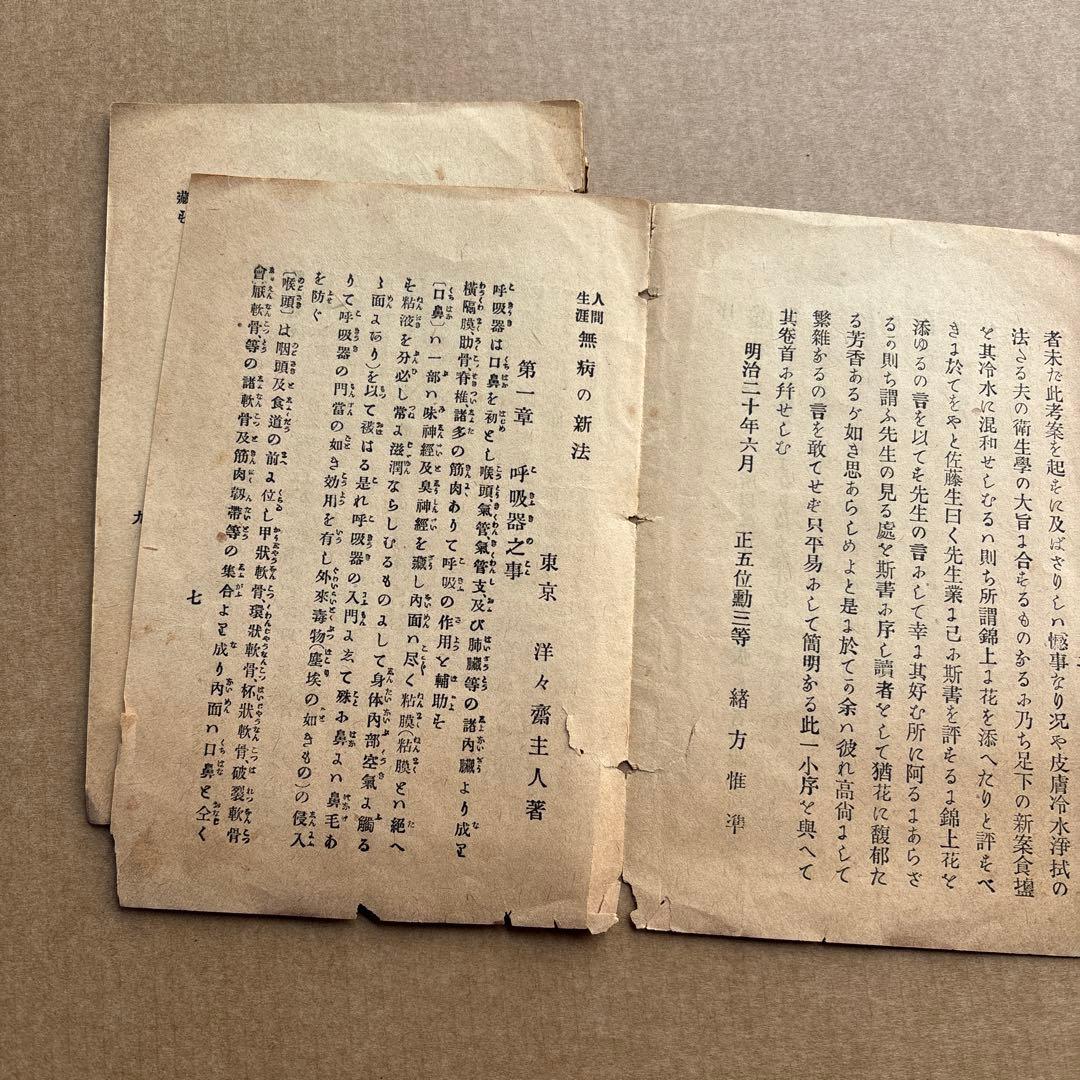 者未だ此考案を起すに及ばさりしハ憾事なり况や皮膚冷水淨拭の
法たる夫の衛生學の大旨に合するものなるに乃ち足下の新案食鹽
を其冷水に混和せしむるハ則ち所謂錦上に花を添へたりと評すべ
きに於てをやと佐藤生曰く先生業に已に斯書を評するに錦上花を
添ゆるの言を以てす先生の言にして幸に其好む所に阿るにあらさ
るか則ち謂ふ先生の見る處を斯書に序し讀者をして猶花に馥郁た
る芳香あるが如き思あらしめよと是に於てか余ハ彼れ高尙にして
繁雜なるの言を敢てせず只平易にして簡明なる此一小序を與へて
其卷首に弁せしむ
明治二十年六月　正五位勳三等　緒方惟準
人間生涯無病の新法
東京　洋々齋主人著
第一章　呼吸器之事
呼吸器は口鼻を初とし喉頭、氣管氣管支、及び肺臟等の諸內臟より成り
橫隔膜、肋骨、脊椎諸多の筋肉ありて呼吸の作用を輔助す
〔口鼻〕ハ一部ハ味神經及臭神經を藏し內面ハ尽く粘膜(粘膜とハ絕へ
す粘液を分必し常に滋潤ならしむるものにして身体內部空氣に觸る
ゝ面になり)を以て被はる是れ呼吸器の入門にて殊に鼻にハ鼻毛あ
りて呼吸器の門當の如き効用を有し外來毒物(塵埃の如きもの)の侵入
を防ぐ
〔喉頭〕は咽頭及食道の前に位し甲狀軟骨、環狀軟骨、杯狀軟骨、破裂軟骨
會厭軟骨等の諸軟骨及筋肉靱帶等の集合より成り內面ハ口鼻と仝く
七
九